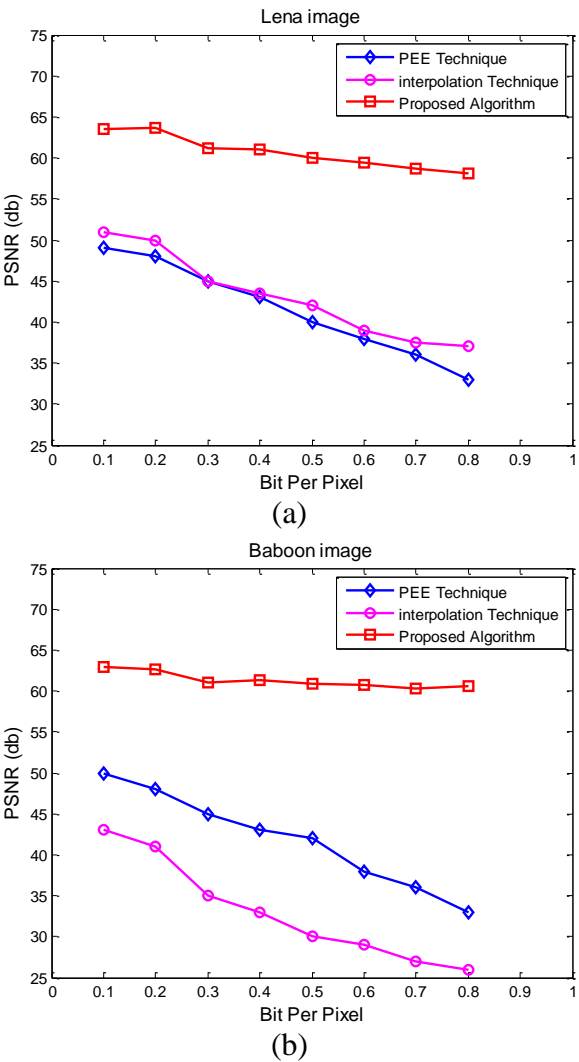 Lena image
75
70
65
60
55
50
45
40
35
30
25
PSNR (db)
PEE Technique
interpolation Technique
Proposed Algorithm
0 0.1 0.2 0.3 0.4 0.5 0.6 0.7 0.8 0.9 1
Bit Per Pixel
(a)
Baboon image
75
70
65
60
55
50
45
40
35
30
25
PSNR (db)
PEE Technique
interpolation Technique
Proposed Algorithm
0 0.1 0.2 0.3 0.4 0.5 0.6 0.7 0.8 0.9 1
Bit Per Pixel
(b)